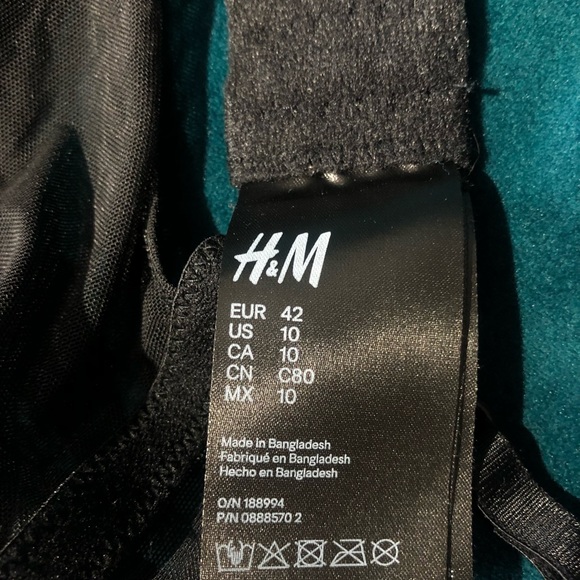 H&M
EUR 42
US 10
CA 10
CN C80
MX 10
Made in Bangladesh
Fabriqué en Bangladesh
Hecho en Bangladesh
O/N 188994
P/N 0888570 2